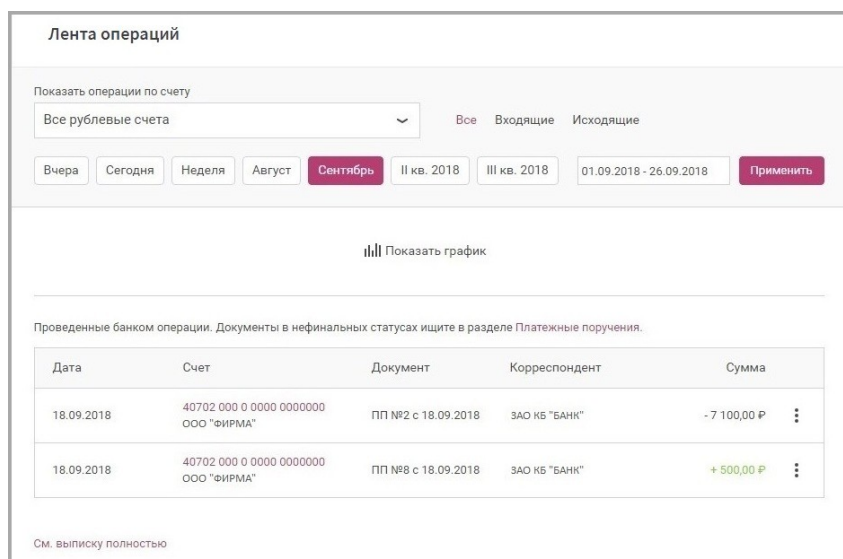 Лента операций
Показать операции по счету
Все рублевые счета Все Входящие Исходящие
Вчера Сегодня Неделя Август Сентябрь II кв. 2018 III кв. 2018 01.09.2018 - 26.09.2018 Применить
Показать график
Проведенные банком операции. Документы в нефинальных статусах ищите в разделе Платежные поручения.
Дата Счет Документ Корреспондент Сумма
18.09.2018 40702 000 0 0000 0000000 ПП №2 с 18.09.2018 ЗАО КБ "БАНК" - 7 100,00 ₽
ООО "ФИРМА"
18.09.2018 40702 000 0 0000 0000000 ПП №8 с 18.09.2018 ЗАО КБ "БАНК" + 500,00 ₽
ООО "ФИРМА"
См. выписку полностью